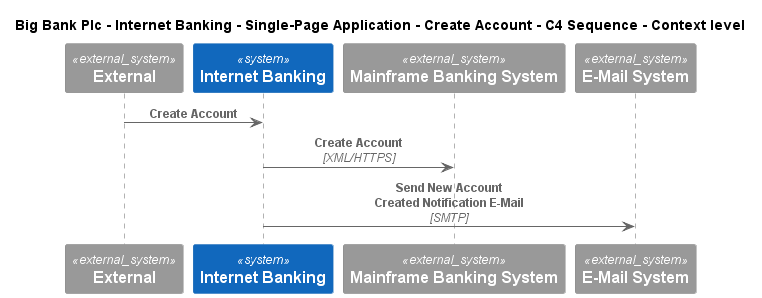 Big Bank Plc - Internet Banking - Single-Page Application - Create Account - C4 Sequence - Context level
«external_system» «system» «external_system» «external_system»
External Internet Banking Mainframe Banking System E-Mail System
Create Account
Create Account
[XML/HTTPS]
Send New Account
Created Notification E-Mail
[SMTP]
«external_system» «system» «external_system» «external_system»
External Internet Banking Mainframe Banking System E-Mail System